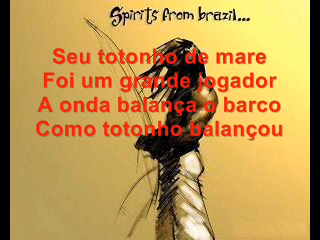 Spirits from brazil...
Seu totonho de mare
Foi um grande jogador
A onda balança o barco
Como totonho balançou